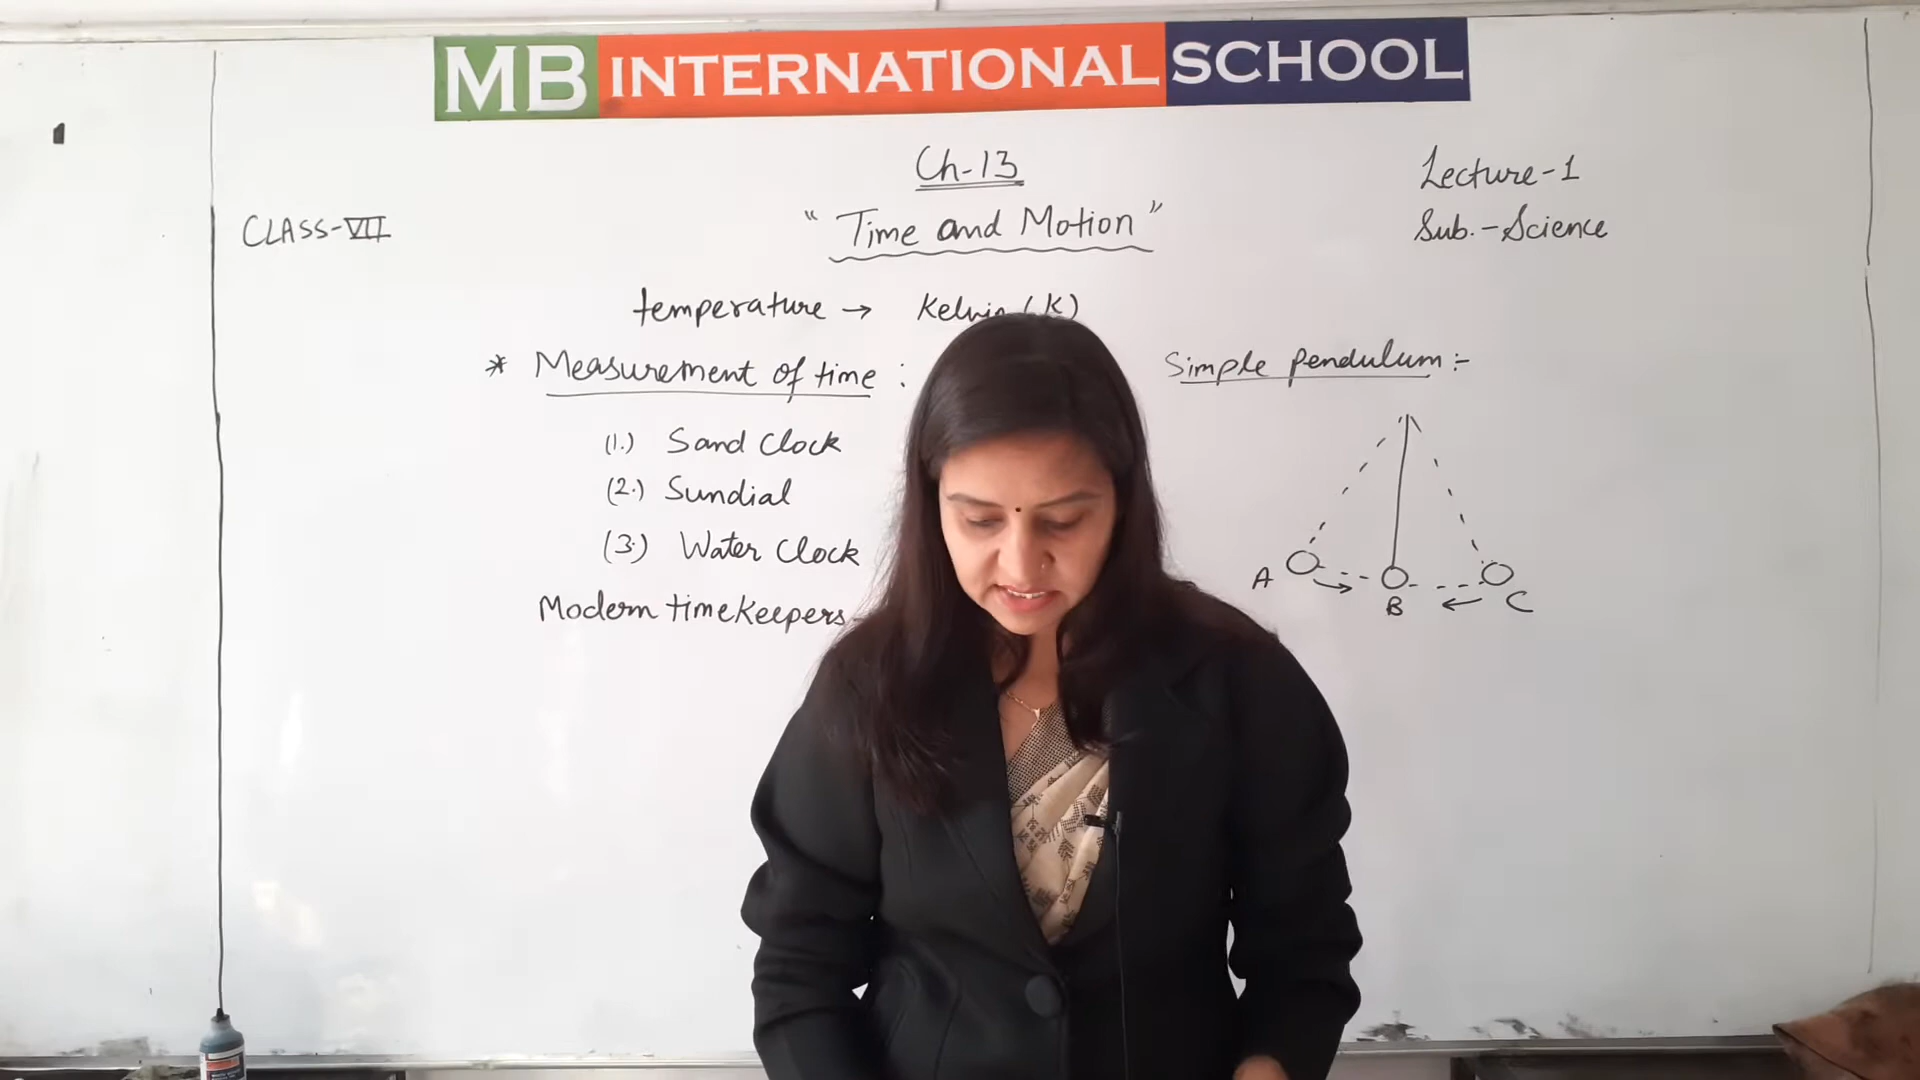 MB INTERNATIONAL SCHOOL
Ch-13
Lecture-1
CLASS-VII
"Time and Motion"
Sub.-Science
temperature → Kelvin (K)
* Measurement of time :
(1.) Sand Clock
(2.) Sundial
(3.) Water Clock
Modern timekeepers-
Simple pendulum :-
A
B
C